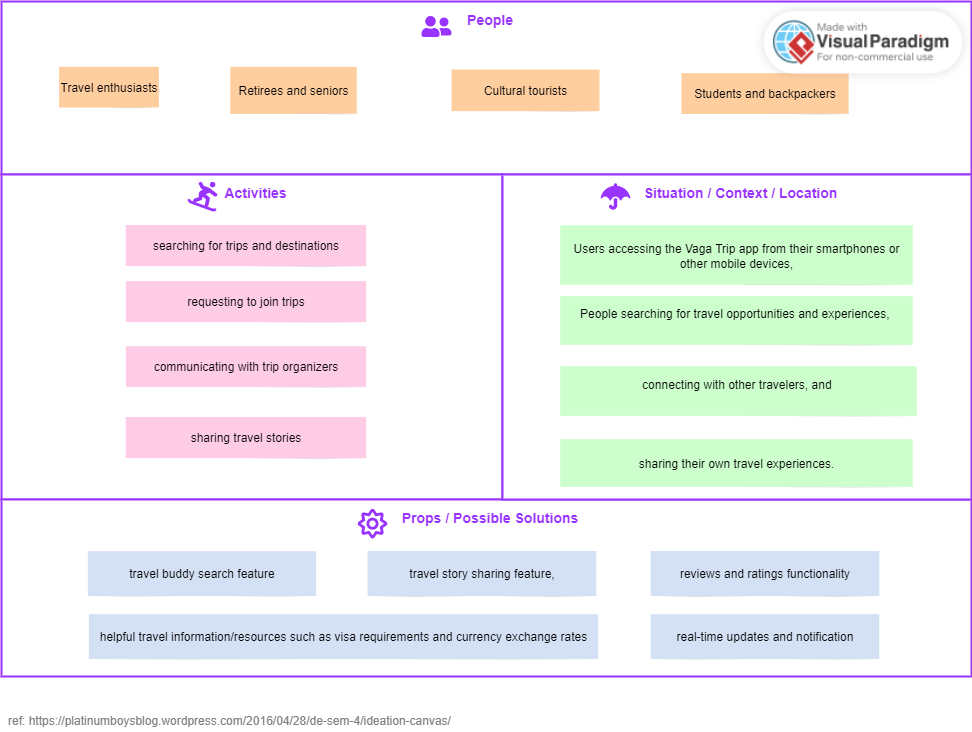 People
Made with
Visual Paradigm
For non-commercial use
Travel enthusiasts
Retirees and seniors
Cultural tourists
Students and backpackers
Activities
searching for trips and destinations
requesting to join trips
communicating with trip organizers
sharing travel stories
Situation / Context / Location
Users accessing the Vaga Trip app from their smartphones or
other mobile devices,
People searching for travel opportunities and experiences,
connecting with other travelers, and
sharing their own travel experiences.
Props / Possible Solutions
travel buddy search feature
travel story sharing feature,
reviews and ratings functionality
helpful travel information/resources such as visa requirements and currency exchange rates
real-time updates and notification
ref: https://platinumboysblog.wordpress.com/2016/04/28/de-sem-4/ideation-canvas/